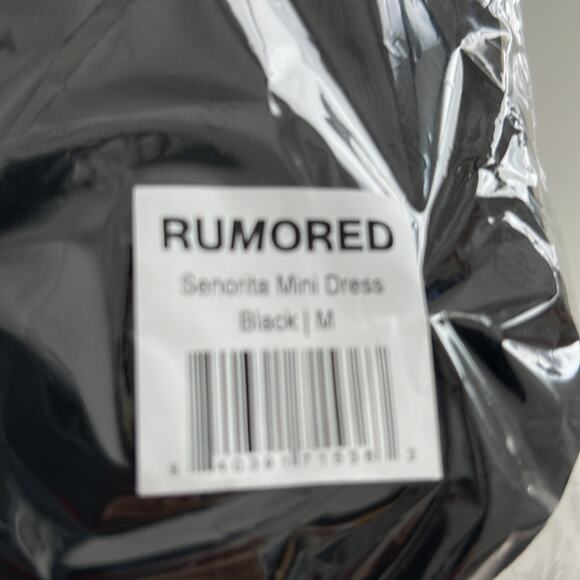 RUMORED
Senorita Mini Dress
Black | M